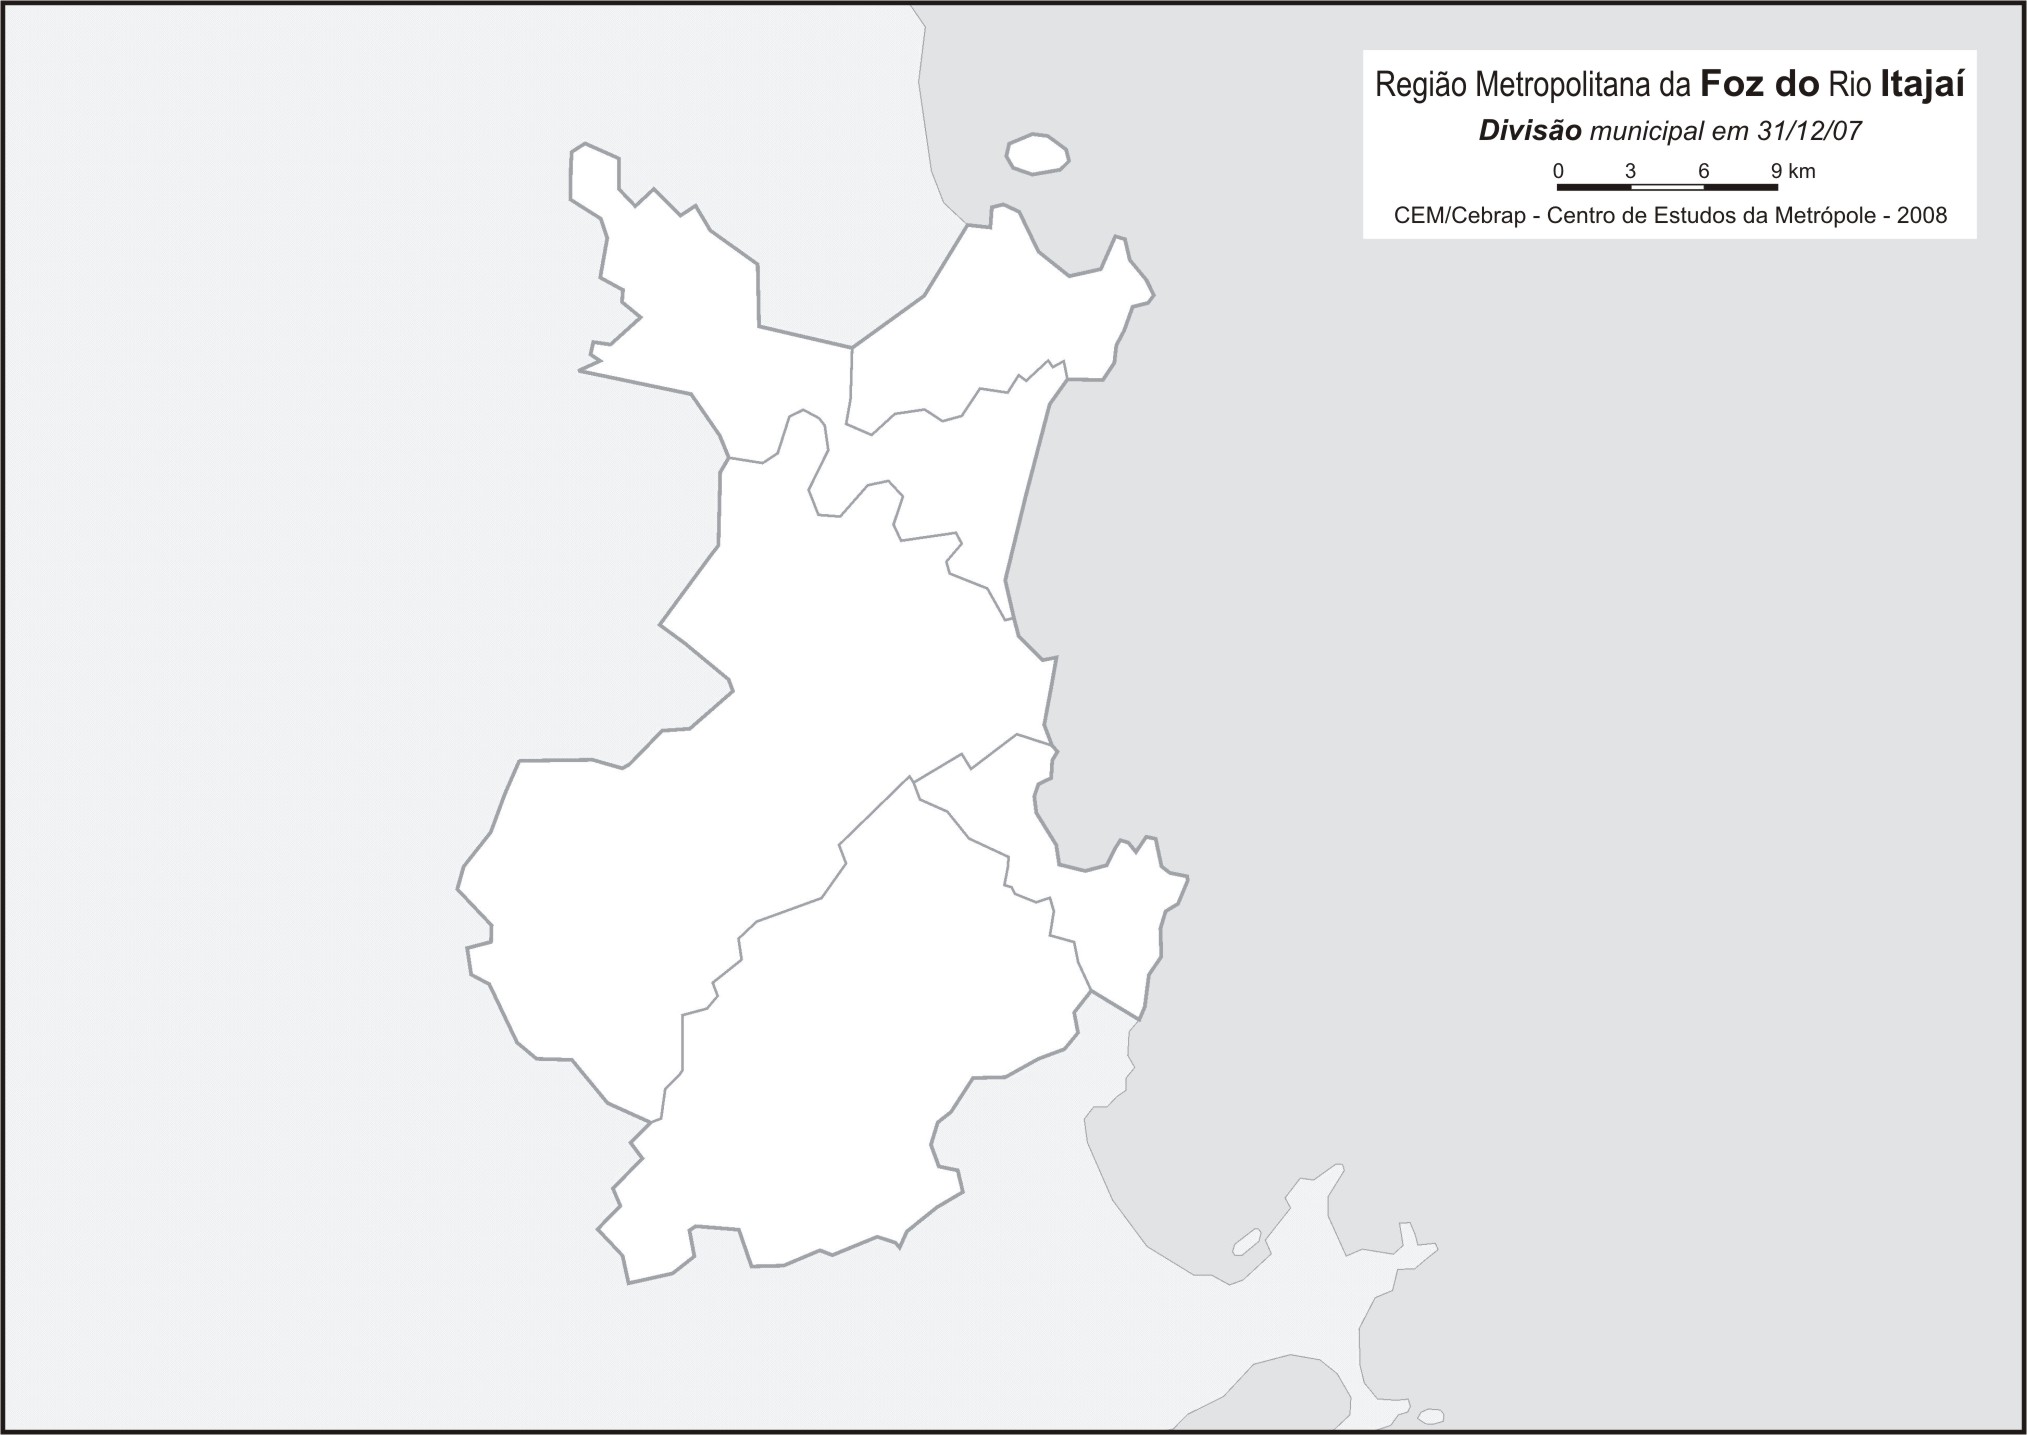 Região Metropolitana da Foz do Rio Itajaí
Divisão municipal em 31/12/07
0 3 6 9 km
CEM/Cebrap - Centro de Estudos da Metrópole - 2008